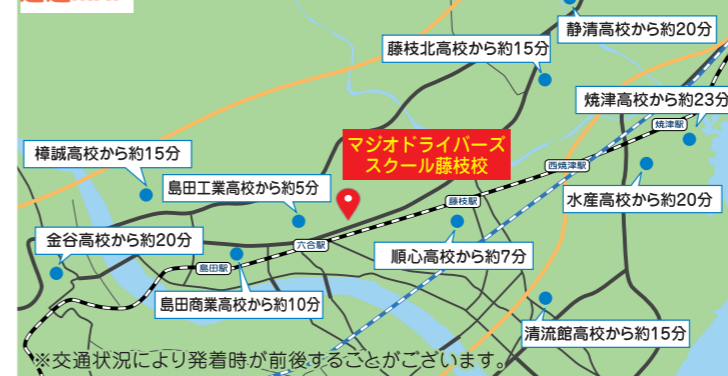 静清高校から約20分
藤枝北高校から約15分
焼津高校から約23分
焼津駅
マジオドライバーズ
スクール藤枝校
樟誠高校から約15分
西焼津駅
島田工業高校から約5分
水産高校から約20分
藤枝駅
金谷高校から約20分
六合駅
順心高校から約7分
島田駅
島田商業高校から約10分
清流館高校から約15分
※交通状況により発着時が前後することがございます。